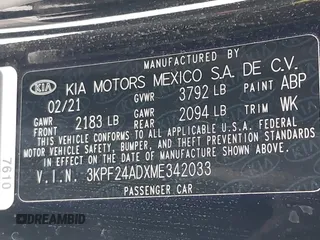 MANUFACTURED BY
KIA KIA MOTORS MEXICO S.A. DE C.V.
02/21 GVWR 3792 LB PAINT ABP
GAWR FRONT 2183 LB GAWR REAR 2094 LB TRIM WK
THIS VEHICLE CONFORMS TO ALL APPLICABLE U.S.A. FEDERAL
MOTOR VEHICLE SAFETY, BUMPER, AND THEFT PREVENTION
STANDARDS IN EFFECT ON THE DATE OF MANUFACTURE
V.I.N. 3KPF24ADXME342033
PASSENGER CAR
7610
DREAMBID